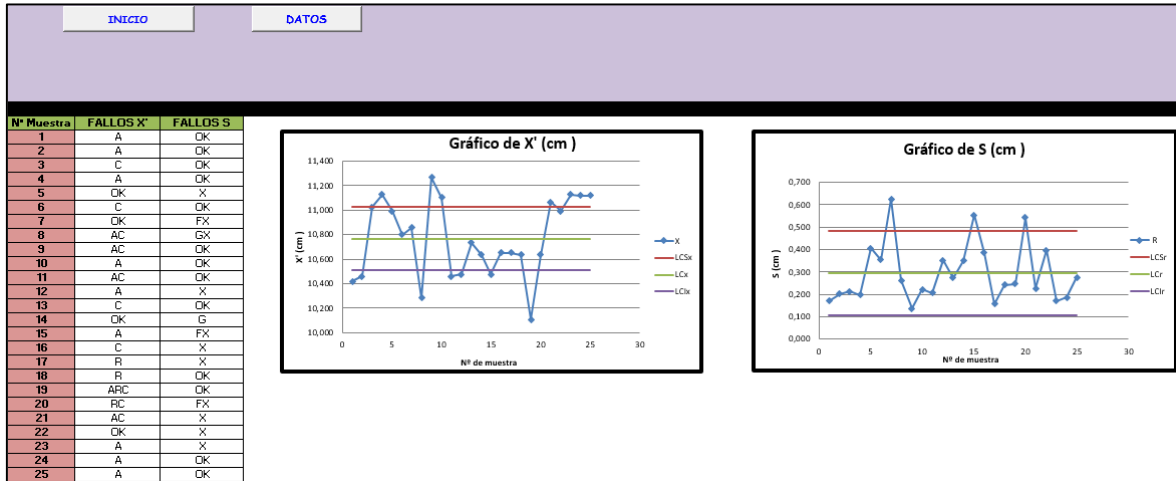 INICIO DATOS
Nº Muestra FALLOS X' FALLOS S
1 A OK
2 A OK
3 C OK
4 A OK
5 OK X
6 C OK
7 OK FX
8 AC GX
9 AC OK
10 A OK
11 AC OK
12 A X
13 C OK
14 OK G
15 A FX
16 C X
17 R X
18 R OK
19 ARC OK
20 RC FX
21 AC X
22 OK X
23 A X
24 A OK
25 A OK
Gráfico de X' (cm )
11,400
11,200
11,000
10,800
10,600
10,400
10,200
10,000
X' (cm )
0 5 10 15 20 25 30
Nº de muestra
X
LCSx
LCx
LCIx
Gráfico de S (cm )
0,700
0,600
0,500
0,400
0,300
0,200
0,100
0,000
S (cm )
0 5 10 15 20 25 30
Nº de muestra
R
LCSr
LCr
LCIr